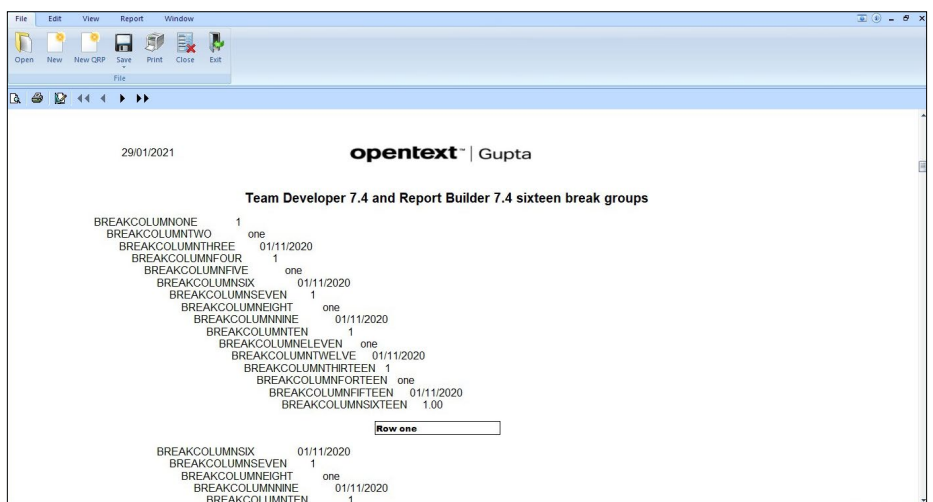 File Edit View Report Window
Open New New QRP Save Print Close Exit
File
29/01/2021 opentext™ | Gupta
Team Developer 7.4 and Report Builder 7.4 sixteen break groups
BREAKCOLUMNONE 1
BREAKCOLUMNTWO one
BREAKCOLUMNTHREE 01/11/2020
BREAKCOLUMNFOUR 1
BREAKCOLUMNFIVE one
BREAKCOLUMNSIX 01/11/2020
BREAKCOLUMNSEVEN 1
BREAKCOLUMNEIGHT one
BREAKCOLUMNNINE 01/11/2020
BREAKCOLUMNTEN 1
BREAKCOLUMNELEVEN one
BREAKCOLUMNTWELVE 01/11/2020
BREAKCOLUMNTHIRTEEN 1
BREAKCOLUMNFORTEEN one
BREAKCOLUMNFIFTEEN 01/11/2020
BREAKCOLUMNSIXTEEN 1.00
Row one
BREAKCOLUMNSIX 01/11/2020
BREAKCOLUMNSEVEN 1
BREAKCOLUMNEIGHT one
BREAKCOLUMNNINE 01/11/2020
BREAKCOLUMNTEN 1